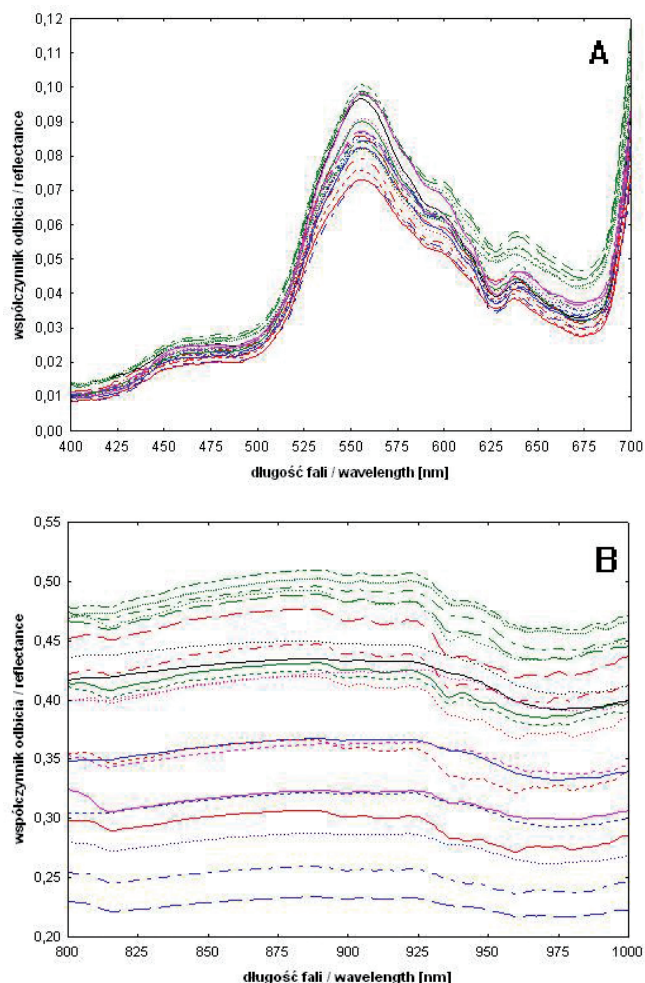 0,12
0,11
0,10
0,09
0,08
0,07
0,06
0,05
0,04
0,03
0,02
0,01
0,00
współczynnik odbicia / reflectance
A
400 425 450 475 500 525 550 575 600 625 650 675 700
długość fali / wavelength [nm]
0,55
0,50
0,45
0,40
0,35
0,30
0,25
0,20
współczynnik odbicia / reflectance
B
800 825 850 875 900 925 950 975 1000
długość fali / wavelength [nm]